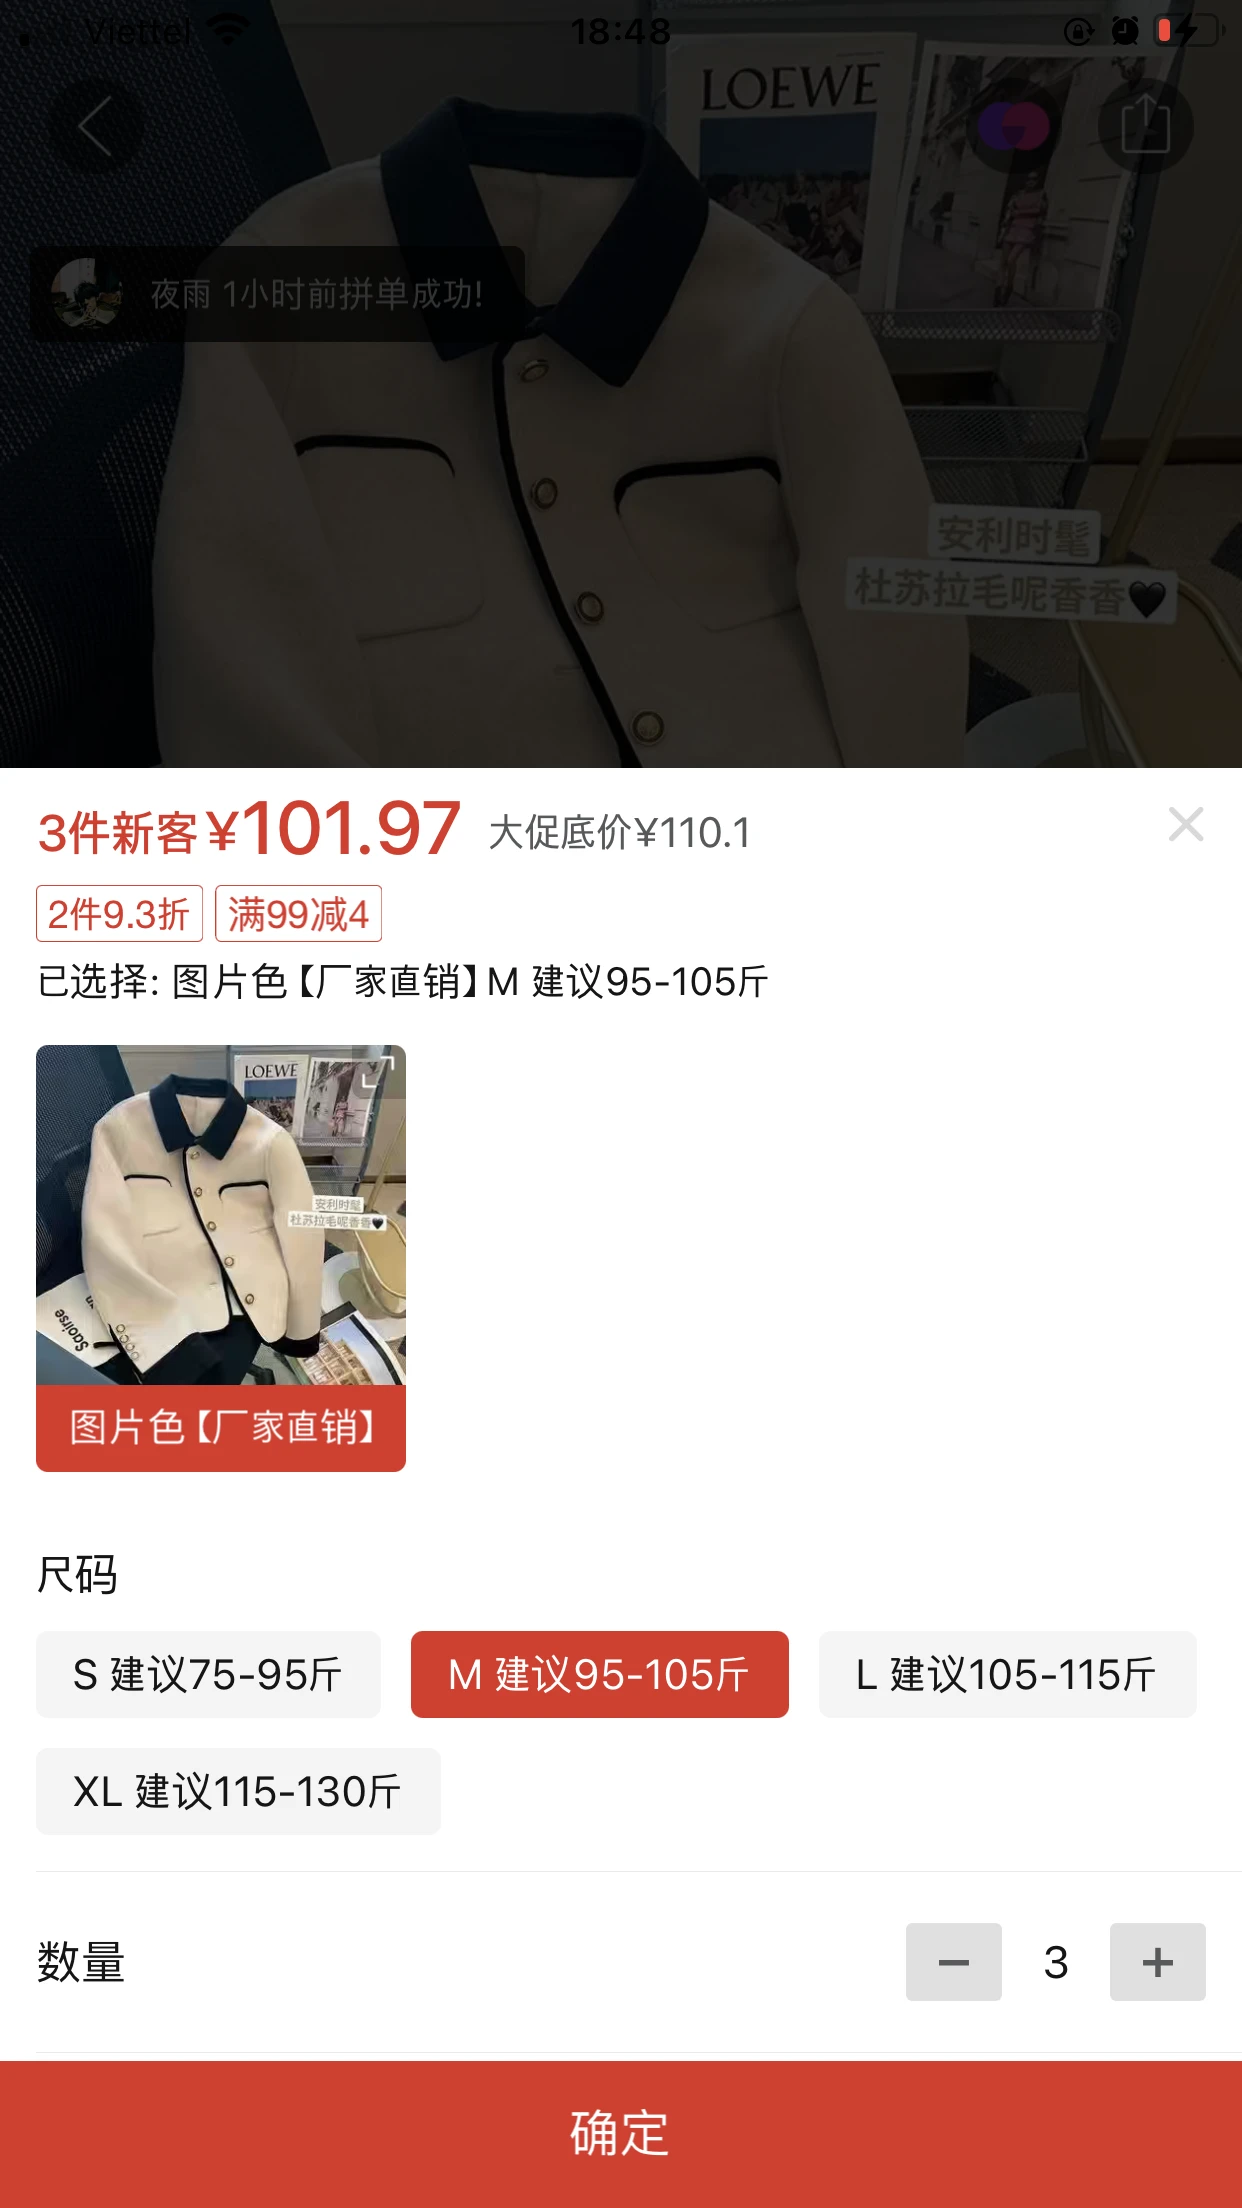 Viettel
18:48
LOEWE
夜雨 1小时前拼单成功!
安利时髦
杜苏拉毛呢香香🖤
3件新客¥101.97 大促底价¥110.1
2件9.3折 满99减4
已选择: 图片色【厂家直销】M 建议95-105斤
LOEWE
安利时髦
杜苏拉毛呢香香🖤
Saoirse
图片色【厂家直销】
尺码
S 建议75-95斤 M 建议95-105斤 L 建议105-115斤
XL 建议115-130斤
数量
− 3 +
确定